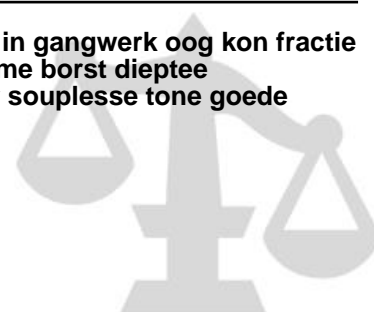 in gangwerk oog kon fractie
me borst dieptee
souplesse tone goede